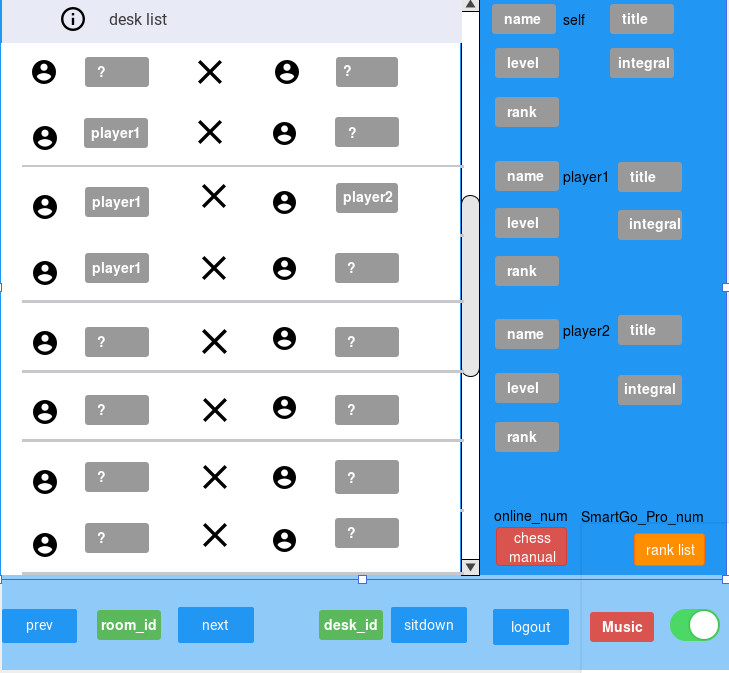 desk list
? ?
player1 ?
player1 player2
player1 ?
? ?
? ?
? ?
? ?
name self title
level integral
rank
name player1 title
level integral
rank
name player2 title
level integral
rank
online_num SmartGo_Pro_num
chess
manual
rank list
prev room_id next desk_id sitdown logout Music